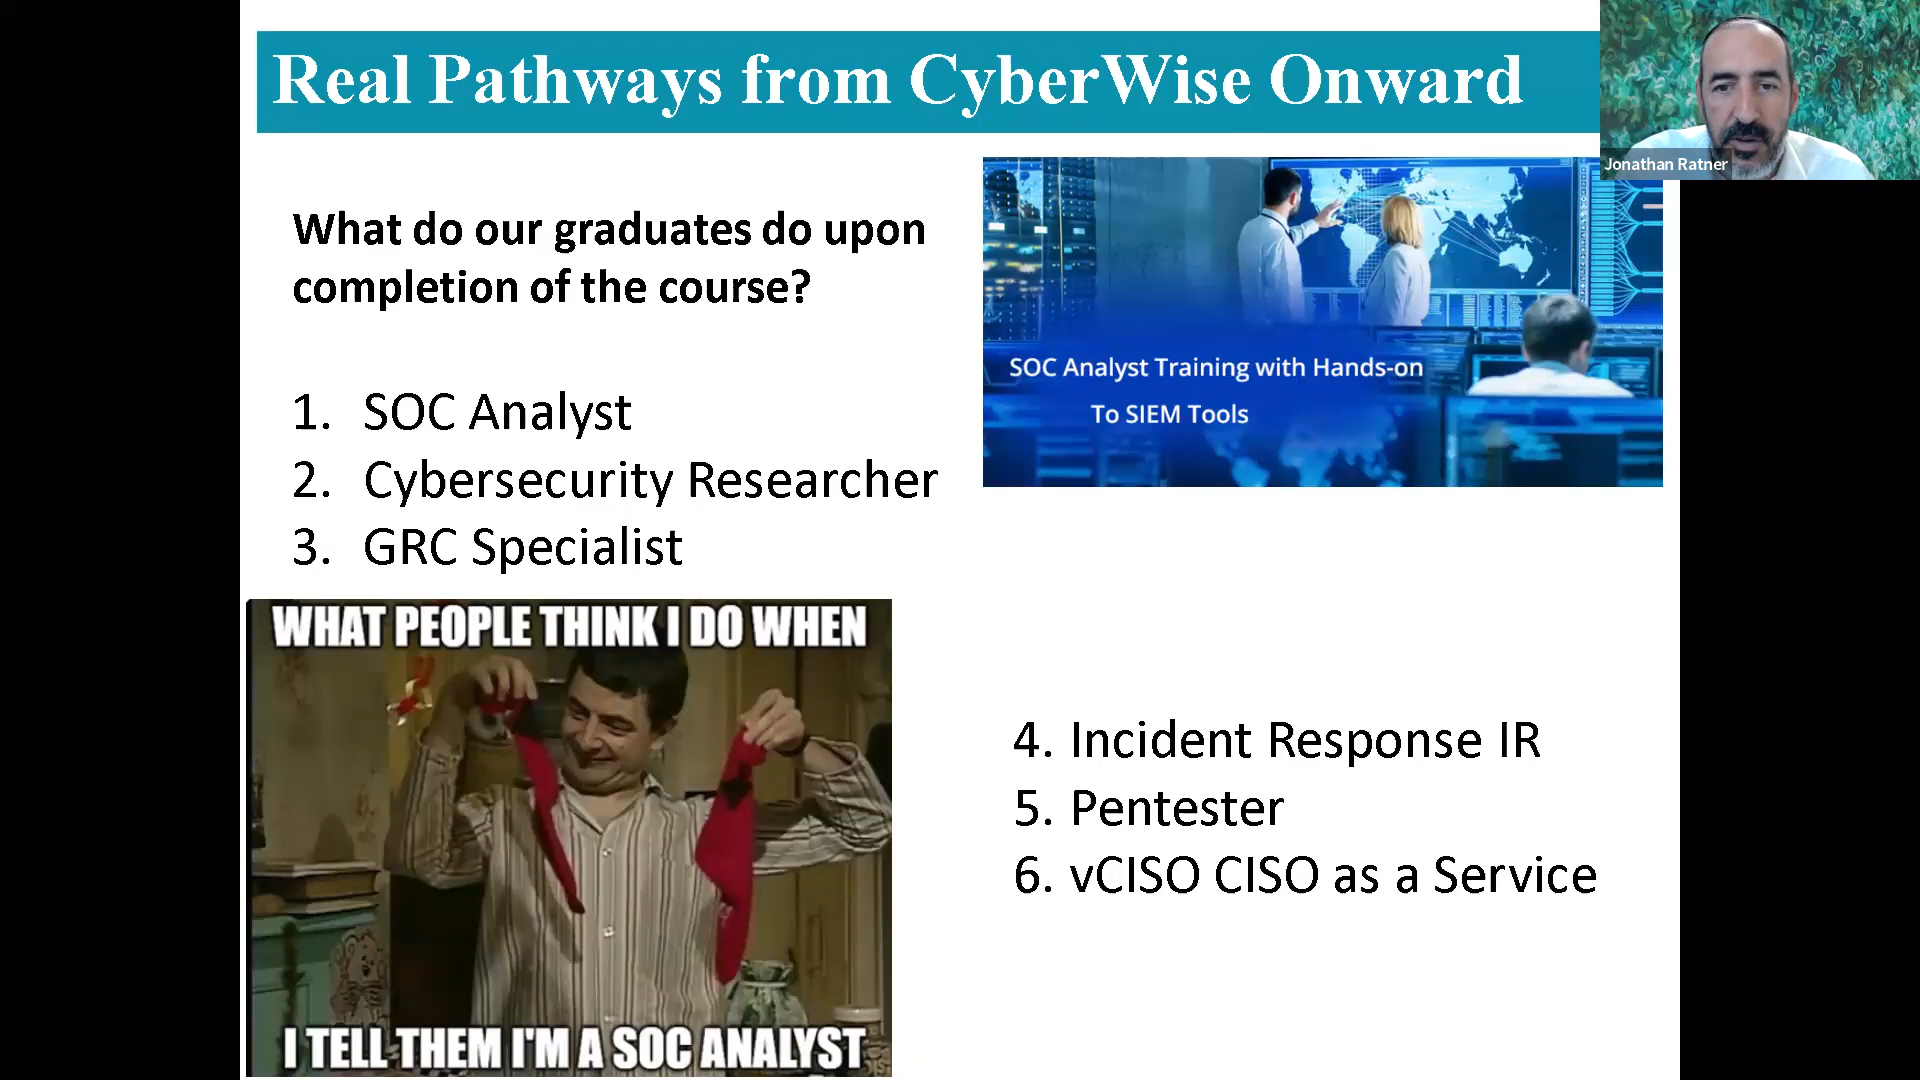 Real Pathways from CyberWise Onward
Jonathan Ratner
What do our graduates do upon
completion of the course?
1. SOC Analyst
2. Cybersecurity Researcher
3. GRC Specialist
SOC Analyst Training with Hands-on
To SIEM Tools
WHAT PEOPLE THINK I DO WHEN
I TELL THEM I'M A SOC ANALYST
4. Incident Response IR
5. Pentester
6. vCISO CISO as a Service